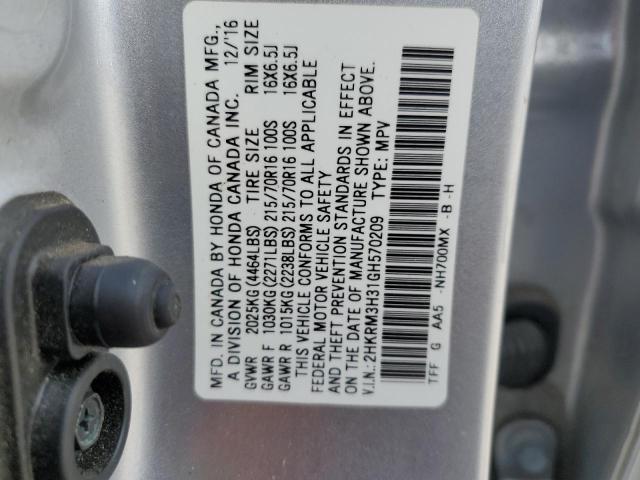 MFD. IN CANADA BY HONDA OF CANADA MFG.,
A DIVISION OF HONDA CANADA INC. 12/'16
GVWR 2025KG(4464LBS) TIRE SIZE RIM SIZE
GAWR F 1030KG(2271LBS)215/70R16 100S 16X6.5J
GAWR R 1015KG(2238LBS)215/70R16 100S 16X6.5J
THIS VEHICLE CONFORMS TO ALL APPLICABLE
FEDERAL MOTOR VEHICLE SAFETY
AND THEFT PREVENTION STANDARDS IN EFFECT
ON THE DATE OF MANUFACTURE SHOWN ABOVE.
V.I.N.: 2HKRM3H31GH570209 TYPE: MPV
TFF G AA5 -NH700MX -B -H